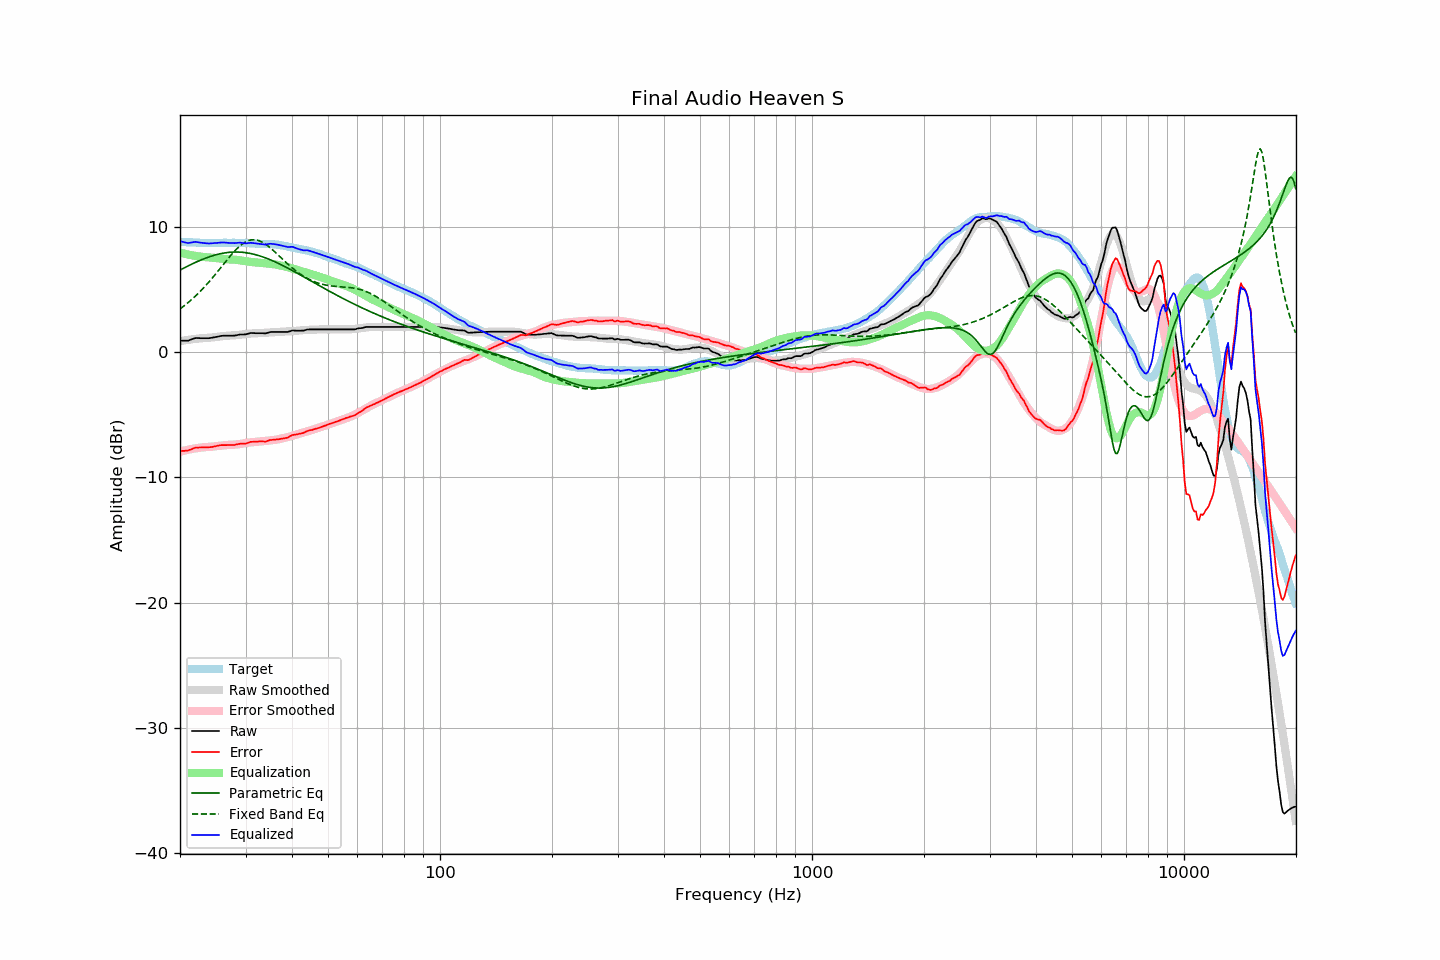 Final Audio Heaven S
Amplitude (dBr)
10
0
−10
−20
−30
−40
Target
Raw Smoothed
Error Smoothed
Raw
Error
Equalization
Parametric Eq
Fixed Band Eq
Equalized
100
1000
10000
Frequency (Hz)